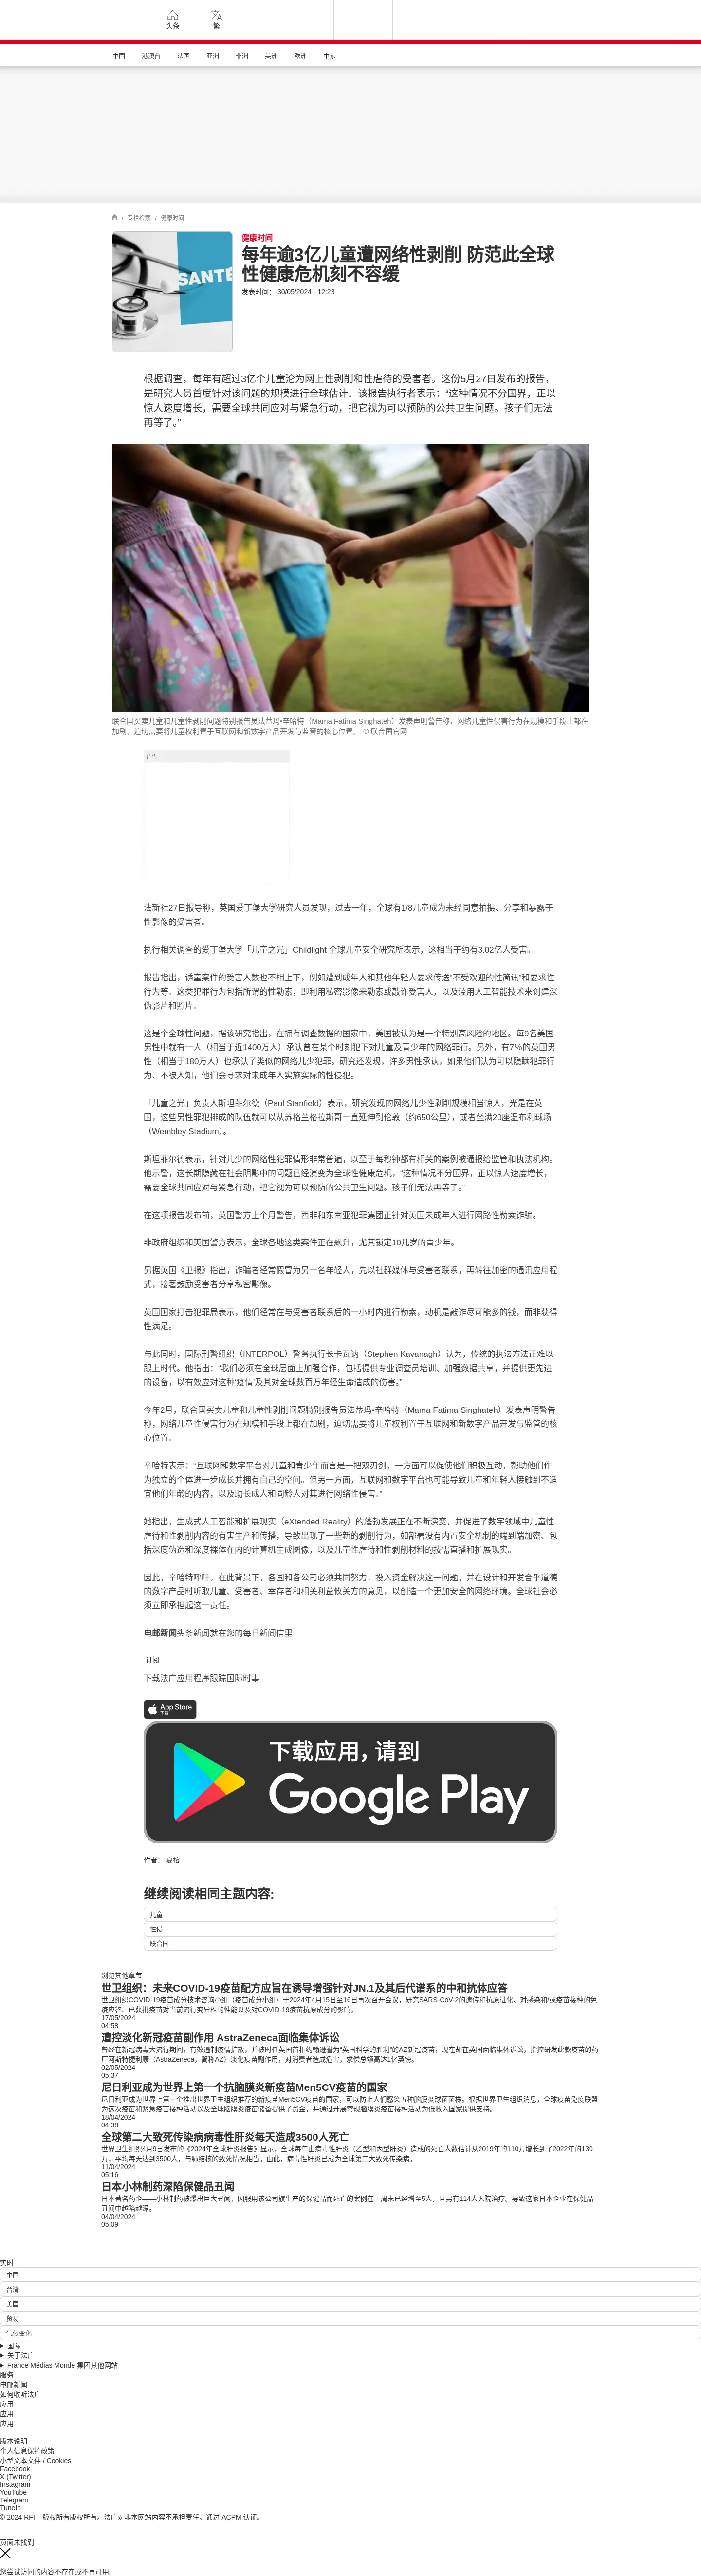 头条
繁
中国 港澳台 法国 亚洲 非洲 美洲 欧洲 中东
/ 专栏检索 / 健康时间
SANTÉ
健康时间
每年逾3亿儿童遭网络性剥削 防范此全球
性健康危机刻不容缓
发表时间： 30/05/2024 - 12:23
根据调查，每年有超过3亿个儿童沦为网上性剥削和性虐待的受害者。这份5月27日发布的报告，
是研究人员首度针对该问题的规模进行全球估计。该报告执行者表示：“这种情况不分国界，正以
惊人速度增长，需要全球共同应对与紧急行动，把它视为可以预防的公共卫生问题。孩子们无法
再等了。”
联合国买卖儿童和儿童性剥削问题特别报告员法蒂玛•辛哈特（Mama Fatima Singhateh）发表声明警告称，网络儿童性侵害行为在规模和手段上都在
加剧，迫切需要将儿童权利置于互联网和新数字产品开发与监管的核心位置。 © 联合国官网
广告
法新社27日报导称，英国爱丁堡大学研究人员发现，过去一年，全球有1/8儿童成为未经同意拍摄、分享和暴露于
性影像的受害者。
执行相关调查的爱丁堡大学「儿童之光」Childlight 全球儿童安全研究所表示，这相当于约有3.02亿人受害。
报告指出，诱童案件的受害人数也不相上下，例如遭到成年人和其他年轻人要求传送“不受欢迎的性简讯”和要求性
行为等。这类犯罪行为包括所谓的性勒索，即利用私密影像来勒索或敲诈受害人，以及滥用人工智能技术来创建深
伪影片和照片。
这是个全球性问题，据该研究指出，在拥有调查数据的国家中，美国被认为是一个特别高风险的地区。每9名美国
男性中就有一人（相当于近1400万人）承认曾在某个时刻犯下对儿童及青少年的网络罪行。另外，有7％的英国男
性（相当于180万人）也承认了类似的网络儿少犯罪。研究还发现，许多男性承认，如果他们认为可以隐瞒犯罪行
为、不被人知，他们会寻求对未成年人实施实际的性侵犯。
「儿童之光」负责人斯坦菲尔德（Paul Stanfield）表示，研究发现的网络儿少性剥削规模相当惊人，光是在英
国，这些男性罪犯排成的队伍就可以从苏格兰格拉斯哥一直延伸到伦敦（约650公里），或者坐满20座温布利球场
（Wembley Stadium）。
斯坦菲尔德表示，针对儿少的网络性犯罪情形非常普遍，以至于每秒钟都有相关的案例被通报给监管和执法机构。
他示警，这长期隐藏在社会阴影中的问题已经演变为全球性健康危机，“这种情况不分国界，正以惊人速度增长，
需要全球共同应对与紧急行动，把它视为可以预防的公共卫生问题。孩子们无法再等了。”
在这项报告发布前，英国警方上个月警告，西非和东南亚犯罪集团正针对英国未成年人进行网路性勒索诈骗。
非政府组织和英国警方表示，全球各地这类案件正在飙升，尤其锁定10几岁的青少年。
另据英国《卫报》指出，诈骗者经常假冒为另一名年轻人，先以社群媒体与受害者联系，再转往加密的通讯应用程
式，接著鼓励受害者分享私密影像。
英国国家打击犯罪局表示，他们经常在与受害者联系后的一小时内进行勒索，动机是敲诈尽可能多的钱，而非获得
性满足。
与此同时，国际刑警组织（INTERPOL）警务执行长卡瓦讷（Stephen Kavanagh）认为，传统的执法方法正难以
跟上时代。他指出：“我们必须在全球层面上加强合作，包括提供专业调查员培训、加强数据共享，并提供更先进
的设备，以有效应对这种‘疫情’及其对全球数百万年轻生命造成的伤害。”
今年2月，联合国买卖儿童和儿童性剥削问题特别报告员法蒂玛•辛哈特（Mama Fatima Singhateh）发表声明警告
称，网络儿童性侵害行为在规模和手段上都在加剧，迫切需要将儿童权利置于互联网和新数字产品开发与监管的核
心位置。
辛哈特表示：“互联网和数字平台对儿童和青少年而言是一把双刃剑，一方面可以促使他们积极互动，帮助他们作
为独立的个体进一步成长并拥有自己的空间。但另一方面，互联网和数字平台也可能导致儿童和年轻人接触到不适
宜他们年龄的内容，以及助长成人和同龄人对其进行网络性侵害。”
她指出，生成式人工智能和扩展现实（eXtended Reality）的蓬勃发展正在不断演变，并促进了数字领域中儿童性
虐待和性剥削内容的有害生产和传播，导致出现了一些新的剥削行为，如部署没有内置安全机制的端到端加密、包
括深度伪造和深度裸体在内的计算机生成图像，以及儿童性虐待和性剥削材料的按需直播和扩展现实。
因此，辛哈特呼吁，在此背景下，各国和各公司必须共同努力，投入资金解决这一问题，并在设计和开发合乎道德
的数字产品时听取儿童、受害者、幸存者和相关利益攸关方的意见，以创造一个更加安全的网络环境。全球社会必
须立即承担起这一责任。
电邮新闻头条新闻就在您的每日新闻信里
订阅
下载法广应用程序跟踪国际时事
App Store
下载
下载应用，请到
Google Play
作者： 夏榕
继续阅读相同主题内容:
儿童
性侵
联合国
浏览其他章节
世卫组织：未来COVID-19疫苗配方应旨在诱导增强针对JN.1及其后代谱系的中和抗体应答
世卫组织COVID-19疫苗成分技术咨询小组（疫苗成分小组）于2024年4月15日至16日再次召开会议，研究SARS-CoV-2的遗传和抗原进化、对感染和/或疫苗接种的免
疫应答、已获批疫苗对当前流行变异株的性能以及对COVID-19疫苗抗原成分的影响。
17/05/2024
04:58
遭控淡化新冠疫苗副作用 AstraZeneca面临集体诉讼
曾经在新冠病毒大流行期间，有效遏制疫情扩散，并被时任英国首相约翰逊誉为“英国科学的胜利”的AZ新冠疫苗，现在却在英国面临集体诉讼，指控研发此款疫苗的药
厂阿斯特捷利康（AstraZeneca，简称AZ）淡化疫苗副作用，对消费者造成危害，求偿总额高达1亿英镑。
02/05/2024
05:37
尼日利亚成为世界上第一个抗脑膜炎新疫苗Men5CV疫苗的国家
尼日利亚成为世界上第一个推出世界卫生组织推荐的新疫苗Men5CV疫苗的国家，可以防止人们感染五种脑膜炎球菌菌株。根据世界卫生组织消息，全球疫苗免疫联盟
为这次疫苗和紧急疫苗接种活动以及全球脑膜炎疫苗储备提供了资金，并通过开展常规脑膜炎疫苗接种活动为低收入国家提供支持。
18/04/2024
04:38
全球第二大致死传染病病毒性肝炎每天造成3500人死亡
世界卫生组织4月9日发布的《2024年全球肝炎报告》显示，全球每年由病毒性肝炎（乙型和丙型肝炎）造成的死亡人数估计从2019年的110万增长到了2022年的130
万，平均每天达到3500人，与肺结核的致死情况相当。由此，病毒性肝炎已成为全球第二大致死传染病。
11/04/2024
05:16
日本小林制药深陷保健品丑闻
日本著名药企——小林制药被爆出巨大丑闻，因服用该公司旗生产的保健品而死亡的案例在上周末已经增至5人，且另有114人入院治疗。导致这家日本企业在保健品
丑闻中越陷越深。
04/04/2024
05:09
实时
中国
台湾
美国
贸易
气候变化
国际
关于法广
France Médias Monde 集团其他网站
服务
电邮新闻
如何收听法广
应用
应用
应用
版本说明
个人信息保护政策
小型文本文件 / Cookies
Facebook
X (Twitter)
Instagram
YouTube
Telegram
TuneIn
© 2024 RFI – 版权所有版权所有。法广对非本网站内容不承担责任。通过 ACPM 认证。
页面未找到
您尝试访问的内容不存在或不再可用。